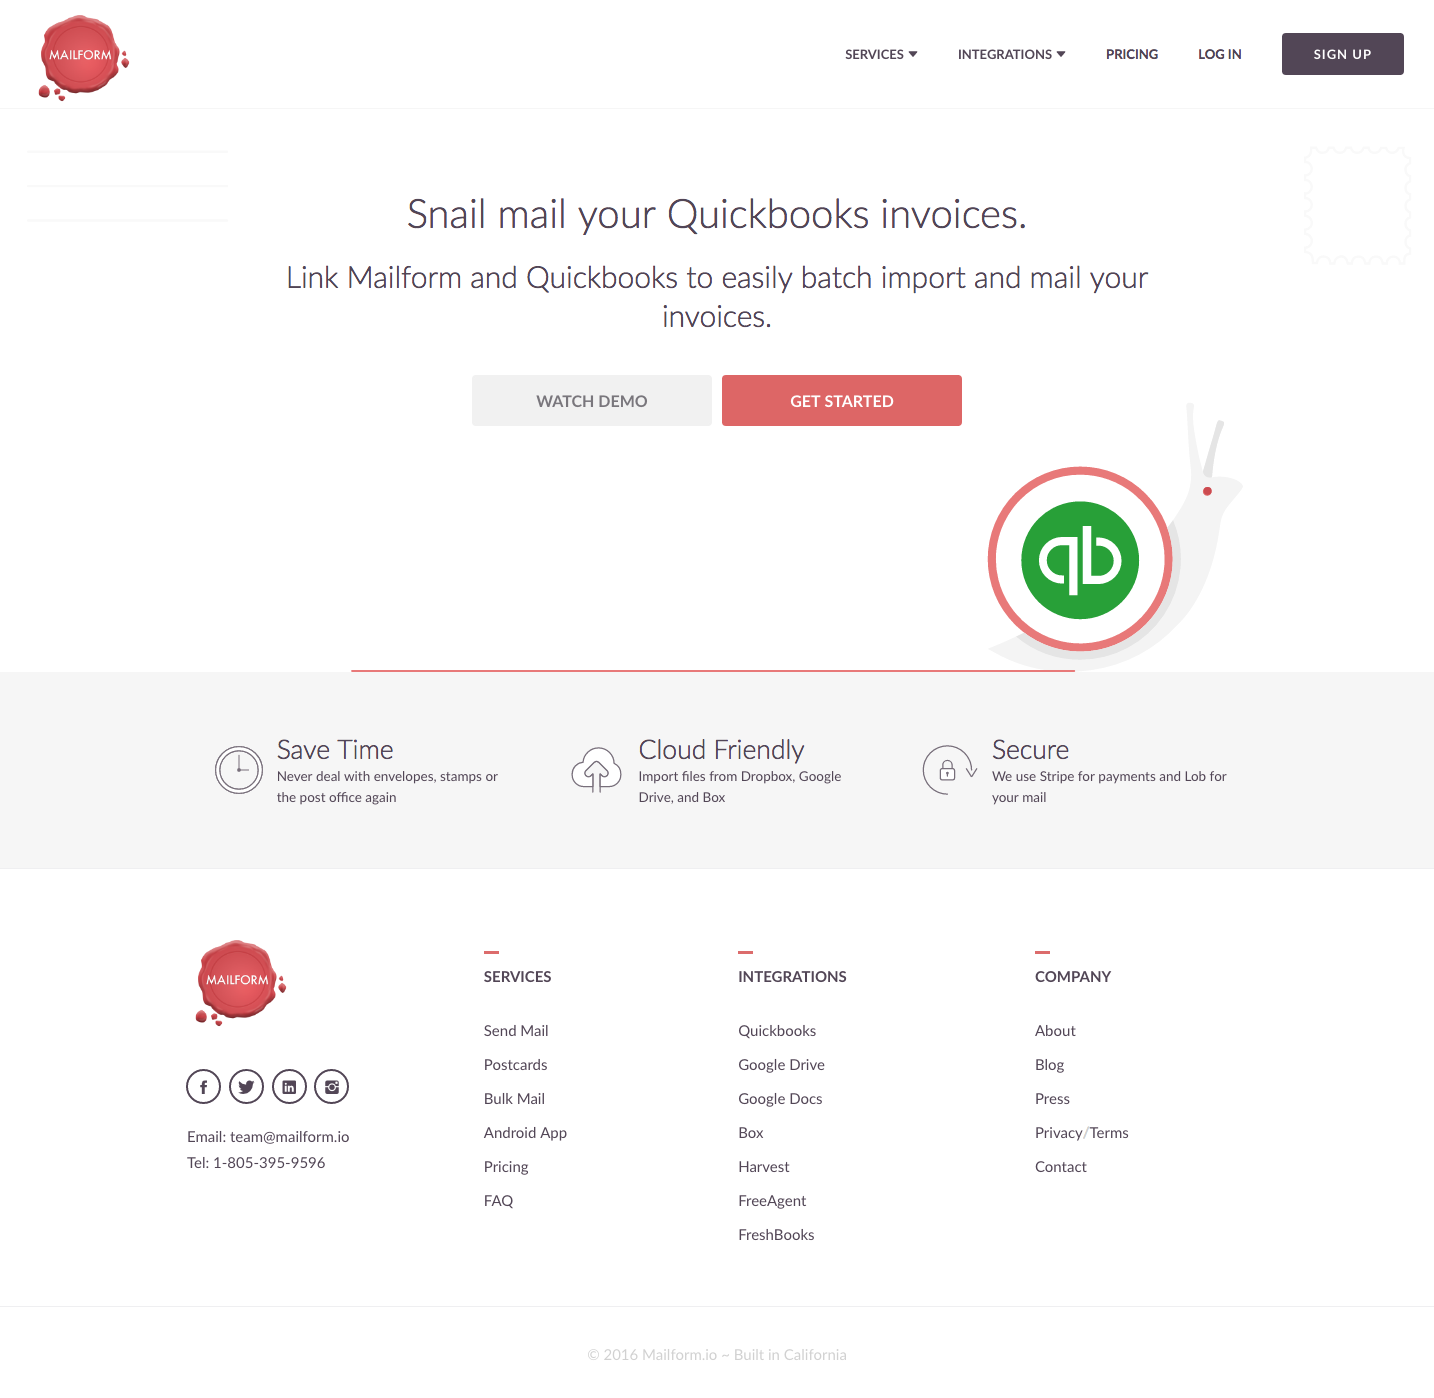 MAILFORM
SERVICES
INTEGRATIONS
PRICING
LOG IN
SIGN UP
Snail mail your Quickbooks invoices.
Link Mailform and Quickbooks to easily batch import and mail your
invoices.
WATCH DEMO
GET STARTED
qb
Save Time
Never deal with envelopes, stamps or
the post office again
Cloud Friendly
Import files from Dropbox, Google
Drive, and Box
Secure
We use Stripe for payments and Lob for
your mail
MAILFORM
Email: team@mailform.io
Tel: 1-805-395-9596
SERVICES
Send Mail
Postcards
Bulk Mail
Android App
Pricing
FAQ
INTEGRATIONS
Quickbooks
Google Drive
Google Docs
Box
Harvest
FreeAgent
FreshBooks
COMPANY
About
Blog
Press
Privacy/Terms
Contact
© 2016 Mailform.io ~ Built in California